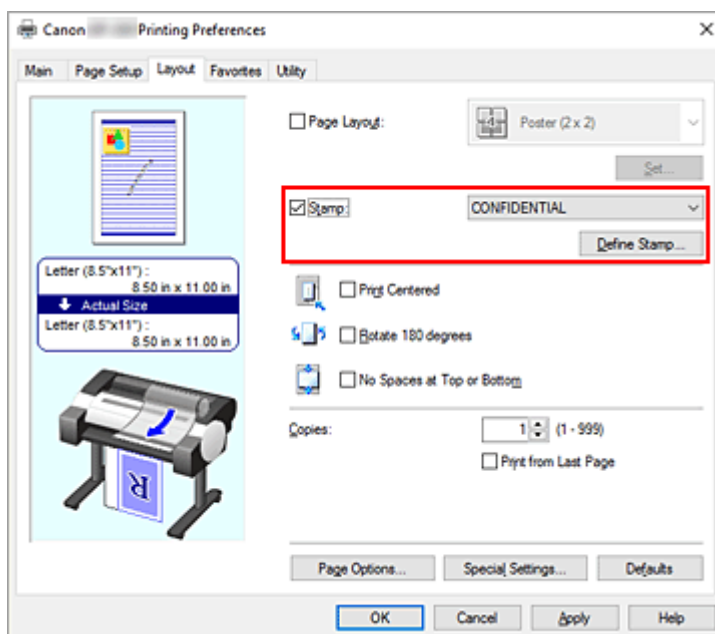 Canon Printing Preferences
Main Page Setup Layout Favorites Utility
Page Layout: Poster (2 x 2)
Set...
Stamp: CONFIDENTIAL
Define Stamp...
Letter (8.5"x11") :
8.50 in x 11.00 in
Actual Size
Letter (8.5"x11") :
8.50 in x 11.00 in
Print Centered
Rotate 180 degrees
No Spaces at Top or Bottom
Copies: 1 (1 - 999)
Print from Last Page
R
Page Options... Special Settings... Defaults
OK Cancel Apply Help